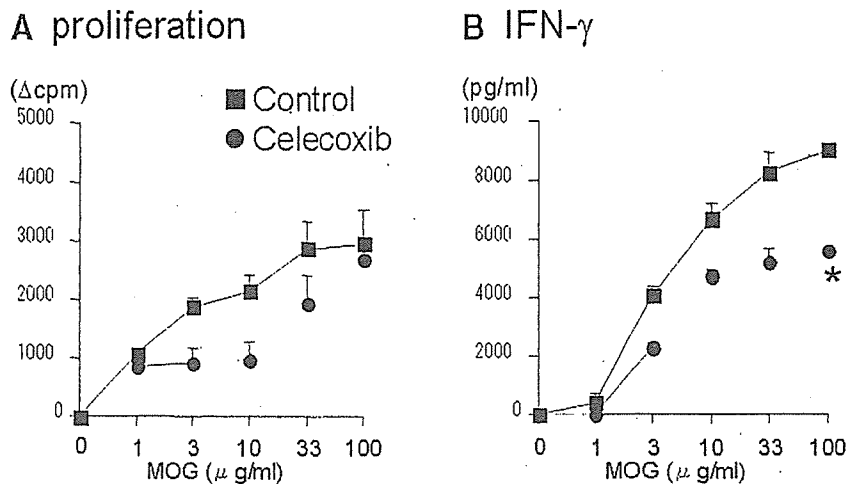 A proliferation
(Δcpm)
5000
4000
3000
2000
1000
0
Control
Celecoxib
0 1 3 10 33 100
MOG (μ g/ml)
B IFN-γ
(pg/ml)
10000
8000
6000
4000
2000
0
*
0 1 3 10 33 100
MOG (μ g/ml)